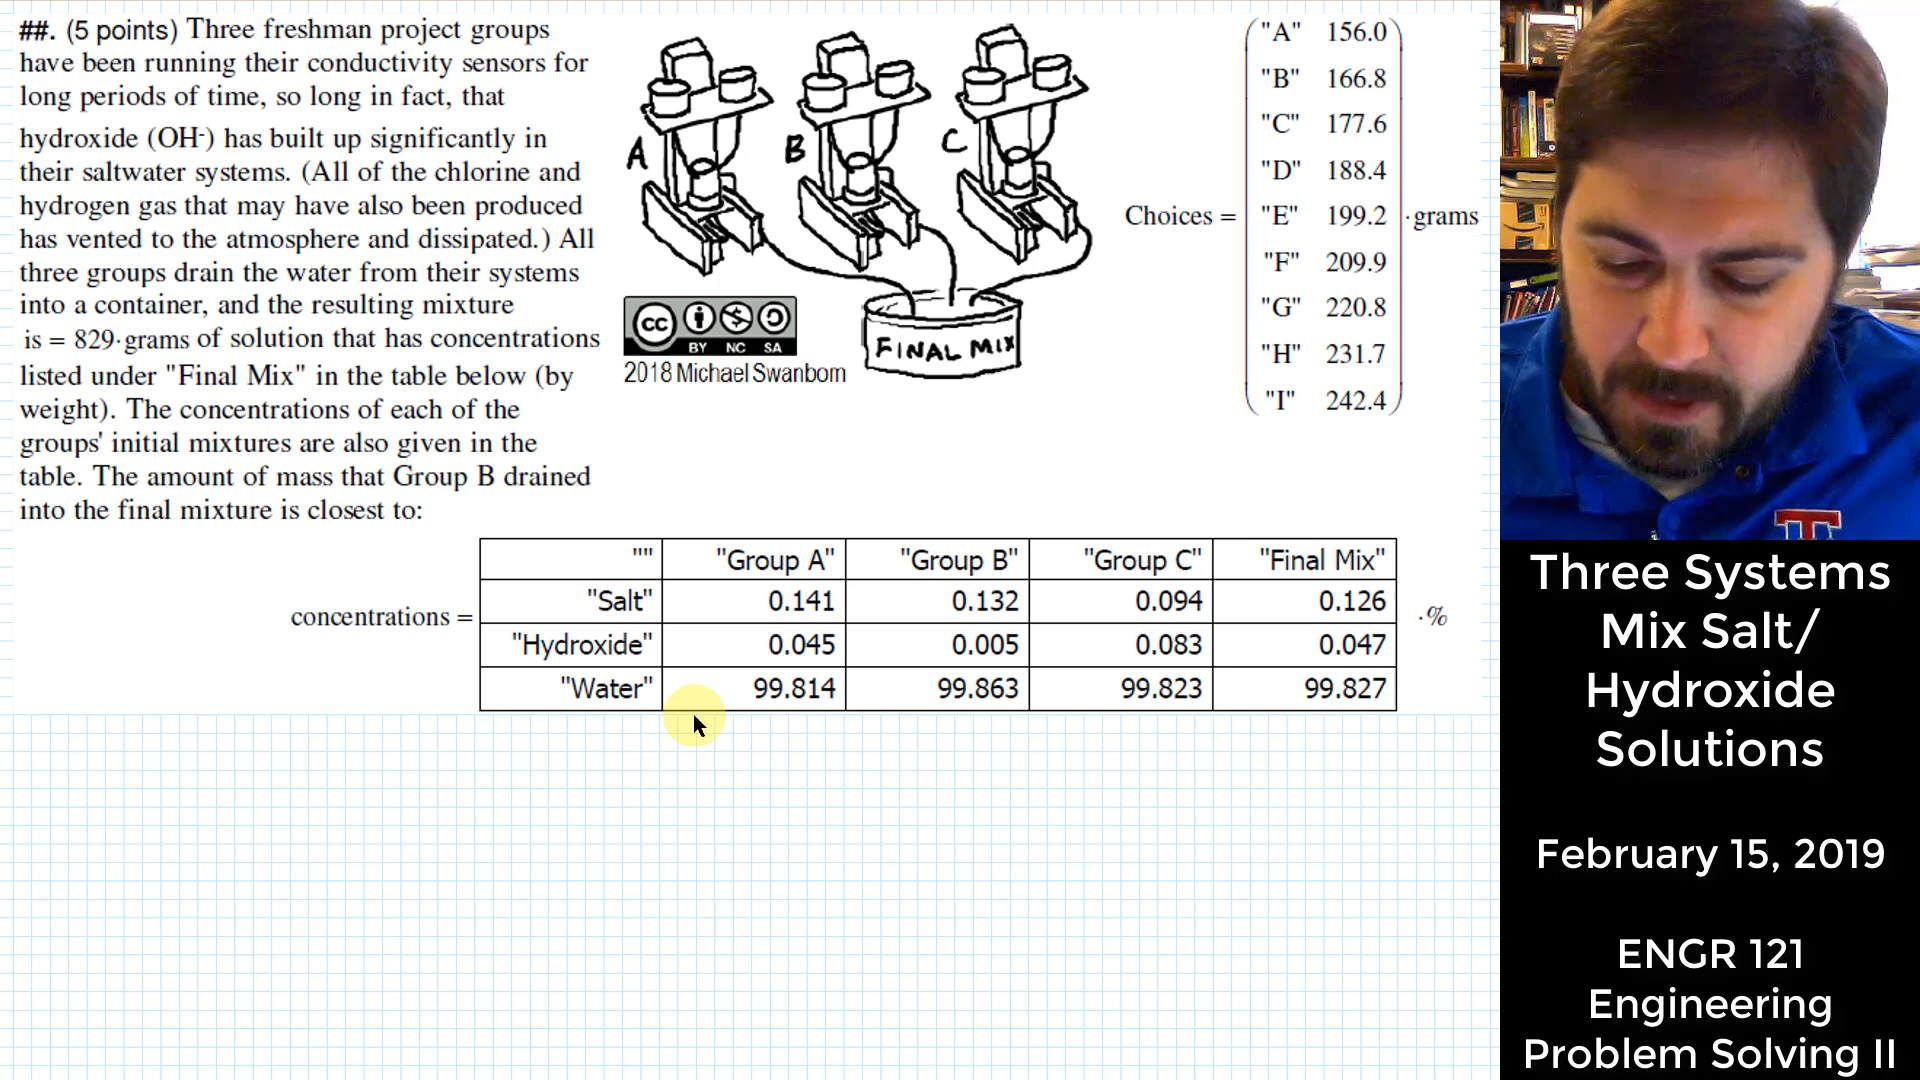 ##. (5 points) Three freshman project groups
have been running their conductivity sensors for
long periods of time, so long in fact, that
hydroxide (OH-) has built up significantly in
their saltwater systems. (All of the chlorine and
hydrogen gas that may have also been produced
has vented to the atmosphere and dissipated.) All
three groups drain the water from their systems
into a container, and the resulting mixture
is = 829·grams of solution that has concentrations
listed under "Final Mix" in the table below (by
weight). The concentrations of each of the
groups' initial mixtures are also given in the
table. The amount of mass that Group B drained
into the final mixture is closest to:
A
B
C
FINAL MIX
cc
BY NC SA
2018 Michael Swanbom
Choices = · grams
"A" 156.0
"B" 166.8
"C" 177.6
"D" 188.4
"E" 199.2
"F" 209.9
"G" 220.8
"H" 231.7
"I" 242.4
concentrations = ·%
"" "Group A" "Group B" "Group C" "Final Mix"
"Salt" 0.141 0.132 0.094 0.126
"Hydroxide" 0.045 0.005 0.083 0.047
"Water" 99.814 99.863 99.823 99.827
Three Systems
Mix Salt/
Hydroxide
Solutions
February 15, 2019
ENGR 121
Engineering
Problem Solving II